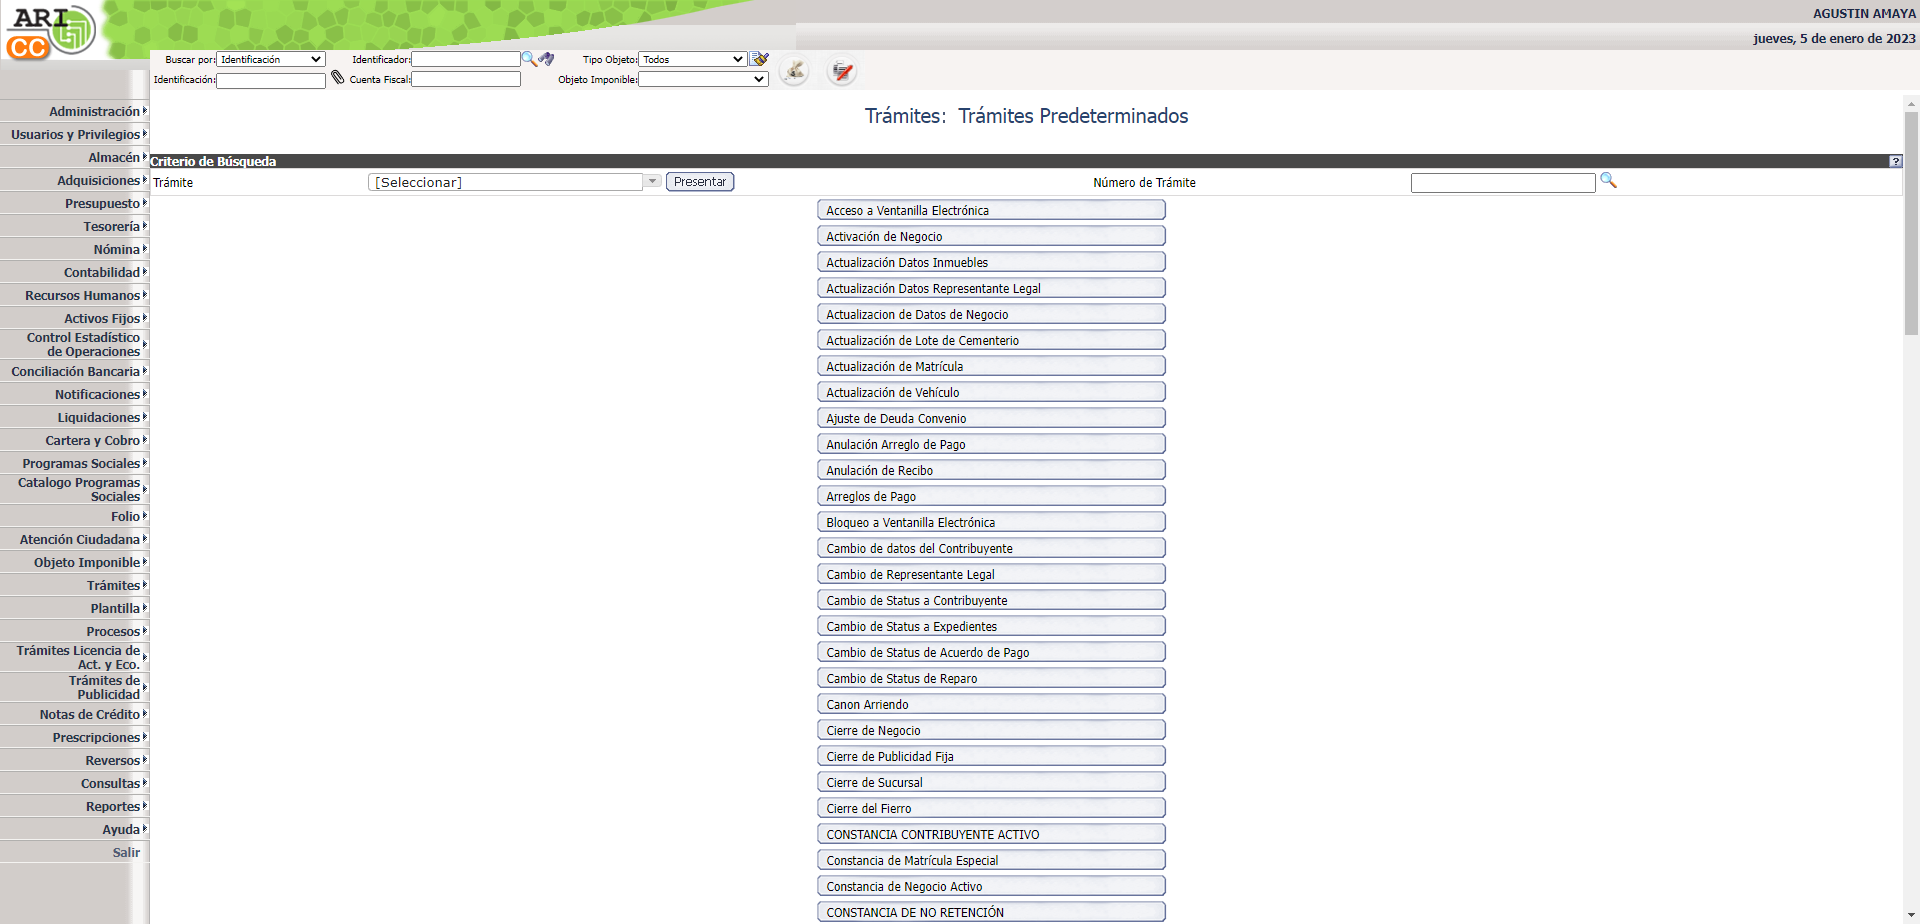 ARI
CC
AGUSTIN AMAYA
jueves, 5 de enero de 2023
Buscar por: Identificación Identificador: Tipo Objeto: Todos
Identificación: Cuenta Fiscal: Objeto Imponible:
Trámites: Trámites Predeterminados
Criterio de Búsqueda ?
Trámite [Seleccionar] Presentar Número de Trámite
Administración
Usuarios y Privilegios
Almacén
Adquisiciones
Presupuesto
Tesorería
Nómina
Contabilidad
Recursos Humanos
Activos Fijos
Control Estadístico
de Operaciones
Conciliación Bancaria
Notificaciones
Liquidaciones
Cartera y Cobro
Programas Sociales
Catalogo Programas
Sociales
Folio
Atención Ciudadana
Objeto Imponible
Trámites
Plantilla
Procesos
Trámites Licencia de
Act. y Eco.
Trámites de
Publicidad
Notas de Crédito
Prescripciones
Reversos
Consultas
Reportes
Ayuda
Salir
Acceso a Ventanilla Electrónica
Activación de Negocio
Actualización Datos Inmuebles
Actualización Datos Representante Legal
Actualizacion de Datos de Negocio
Actualización de Lote de Cementerio
Actualización de Matrícula
Actualización de Vehículo
Ajuste de Deuda Convenio
Anulación Arreglo de Pago
Anulación de Recibo
Arreglos de Pago
Bloqueo a Ventanilla Electrónica
Cambio de datos del Contribuyente
Cambio de Representante Legal
Cambio de Status a Contribuyente
Cambio de Status a Expedientes
Cambio de Status de Acuerdo de Pago
Cambio de Status de Reparo
Canon Arriendo
Cierre de Negocio
Cierre de Publicidad Fija
Cierre de Sucursal
Cierre del Fierro
CONSTANCIA CONTRIBUYENTE ACTIVO
Constancia de Matrícula Especial
Constancia de Negocio Activo
CONSTANCIA DE NO RETENCIÓN